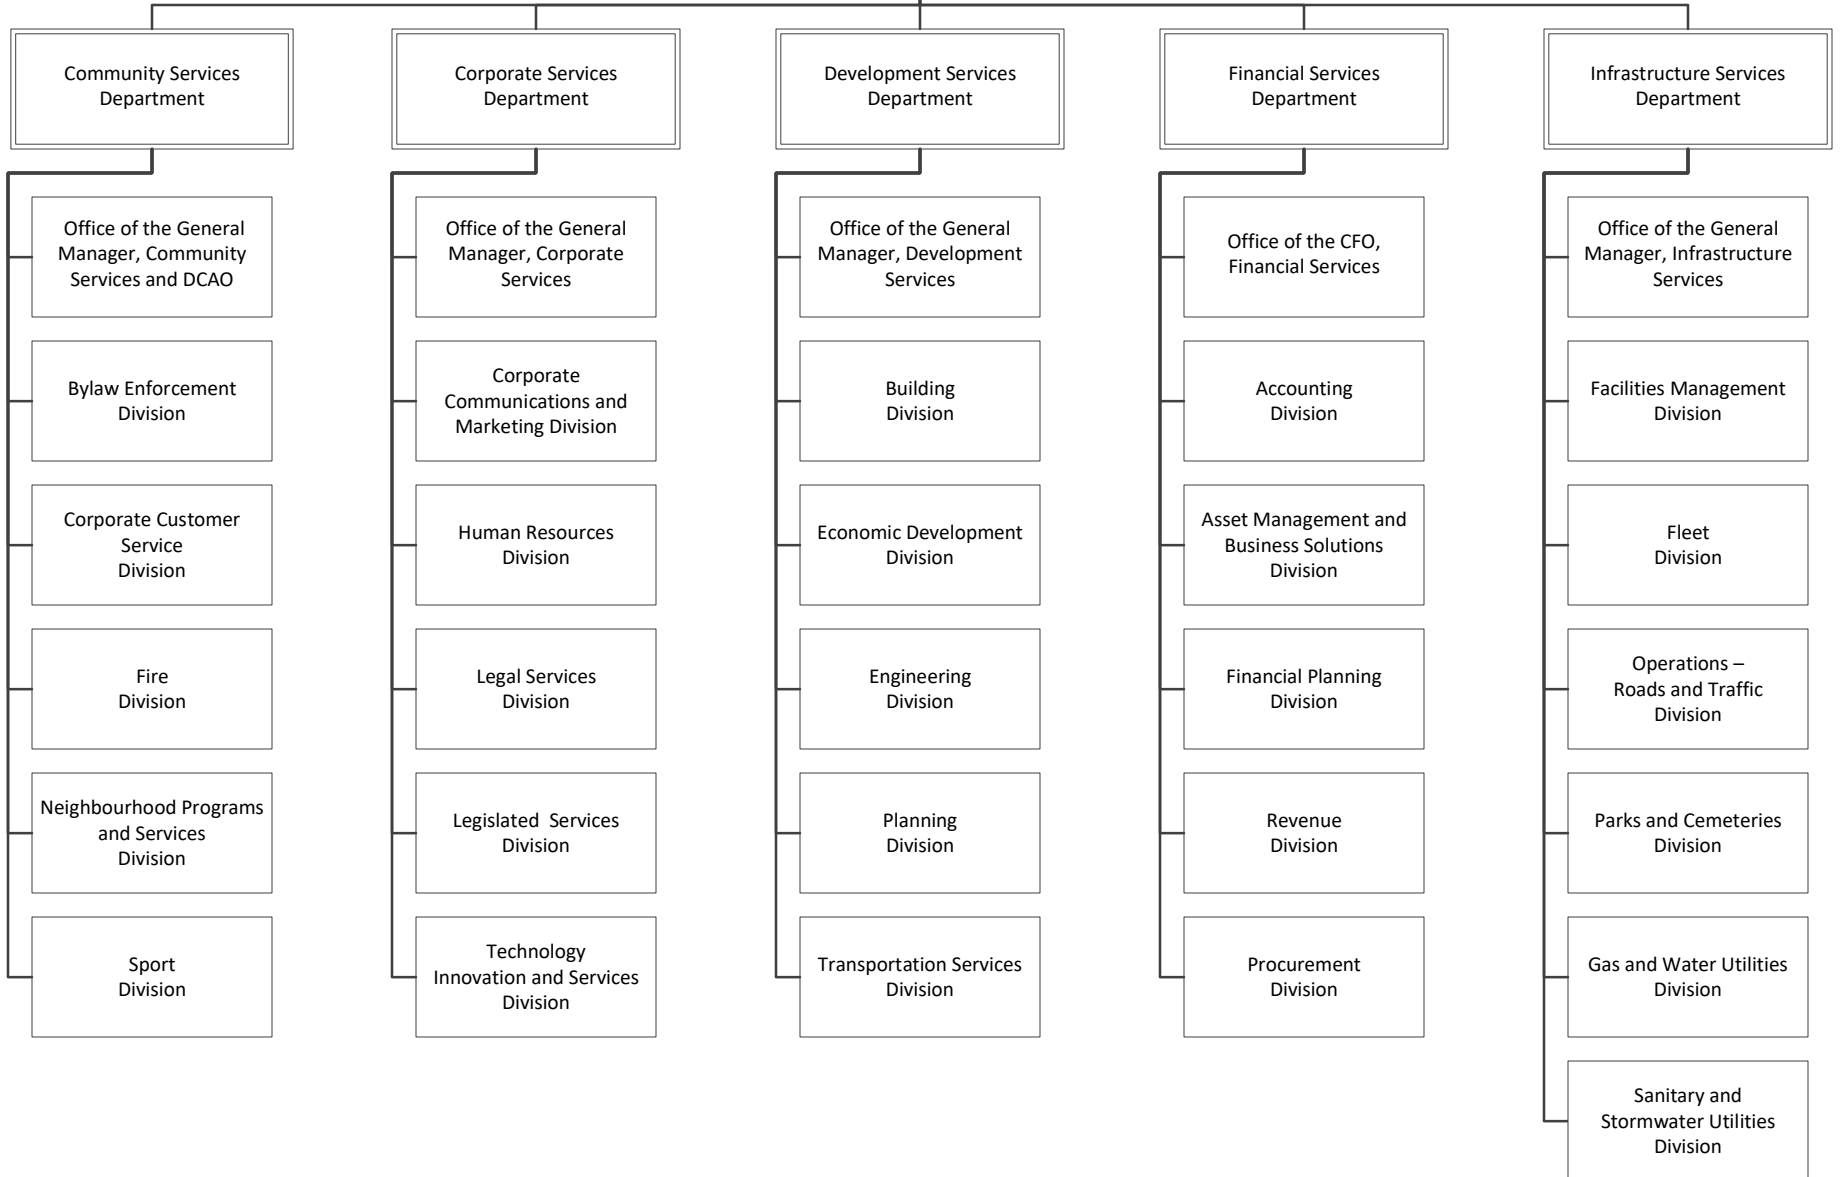 Community Services
Department
Corporate Services
Department
Development Services
Department
Financial Services
Department
Infrastructure Services
Department
Office of the General
Manager, Community
Services and DCAO
Bylaw Enforcement
Division
Corporate Customer
Service
Division
Fire
Division
Neighbourhood Programs
and Services
Division
Sport
Division
Office of the General
Manager, Corporate
Services
Corporate
Communications and
Marketing Division
Human Resources
Division
Legal Services
Division
Legislated  Services
Division
Technology
Innovation and Services
Division
Office of the General
Manager, Development
Services
Building
Division
Economic Development
Division
Engineering
Division
Planning
Division
Transportation Services
Division
Office of the CFO,
Financial Services
Accounting
Division
Asset Management and
Business Solutions
Division
Financial Planning
Division
Revenue
Division
Procurement
Division
Office of the General
Manager, Infrastructure
Services
Facilities Management
Division
Fleet
Division
Operations –
Roads and Traffic
Division
Parks and Cemeteries
Division
Gas and Water Utilities
Division
Sanitary and
Stormwater Utilities
Division